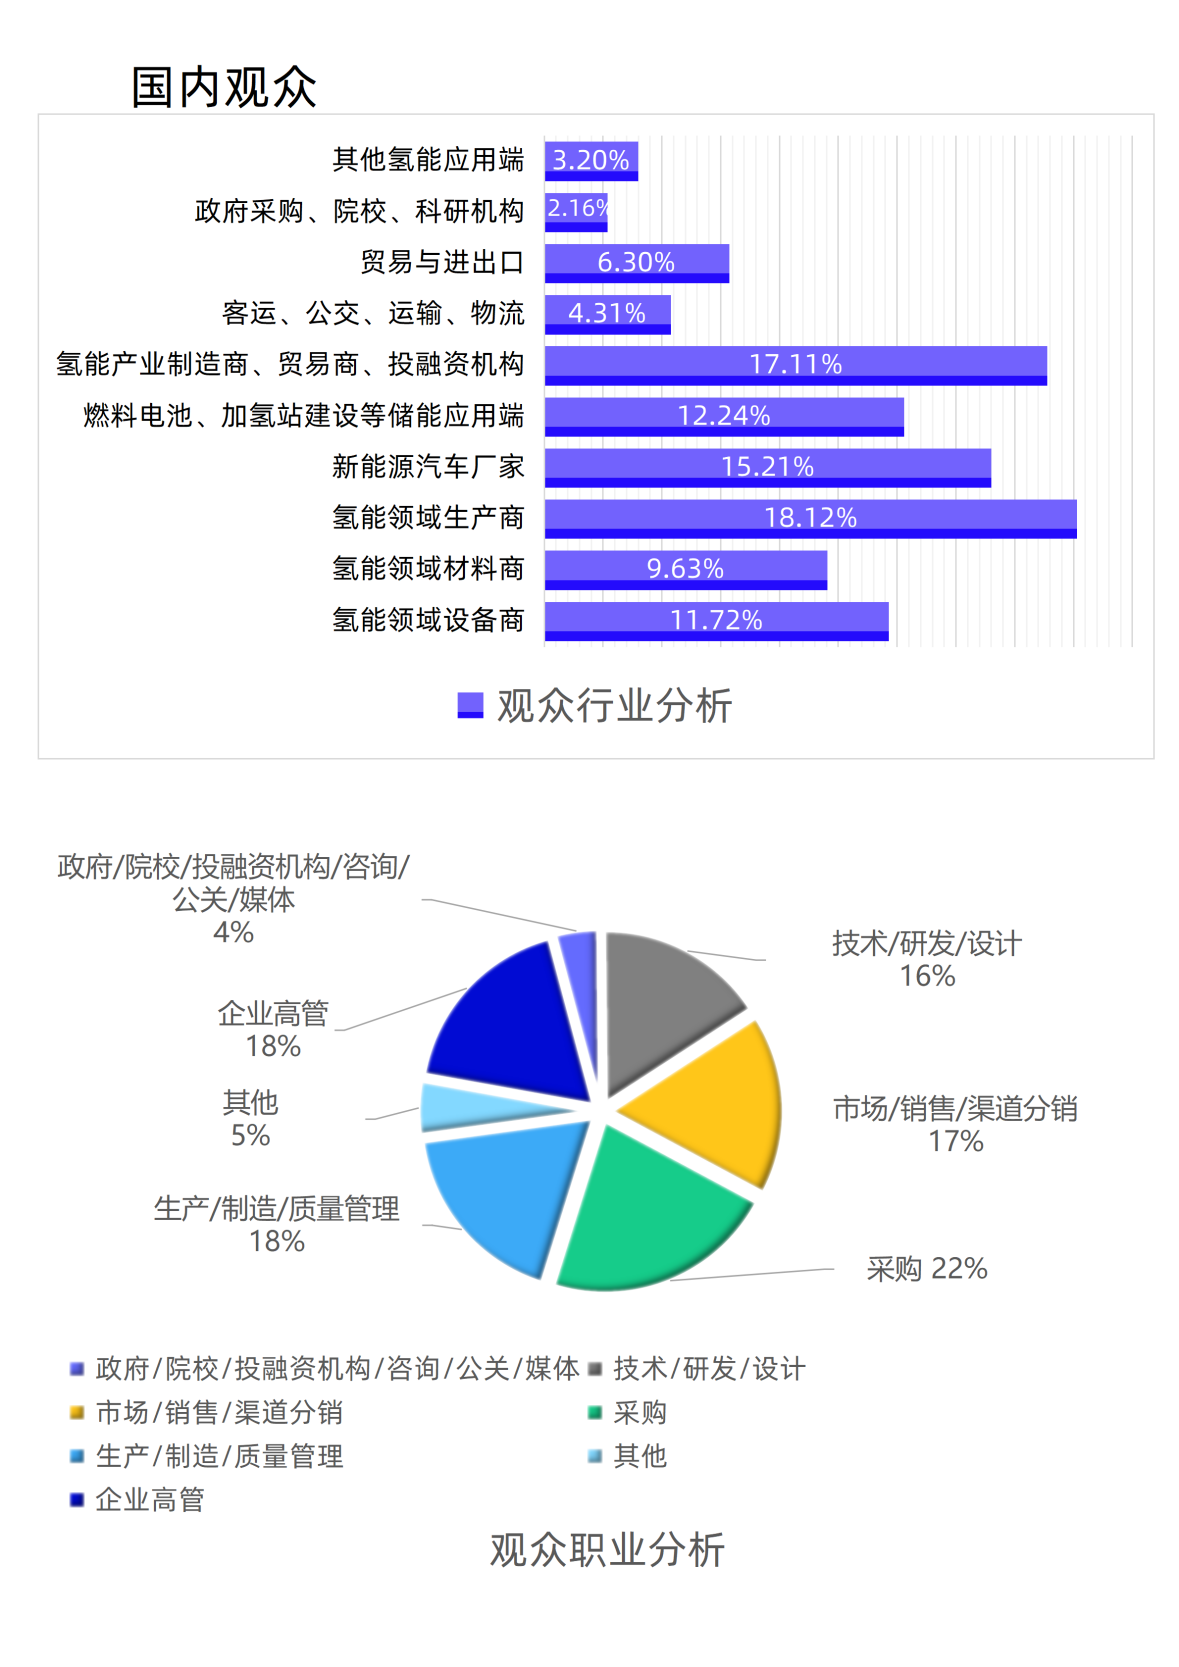 国内观众
其他氢能应用端 3.20%
政府采购、院校、科研机构 2.16%
贸易与进出口 6.30%
客运、公交、运输、物流 4.31%
氢能产业制造商、贸易商、投融资机构 17.11%
燃料电池、加氢站建设等储能应用端 12.24%
新能源汽车厂家 15.21%
氢能领域生产商 18.12%
氢能领域材料商 9.63%
氢能领域设备商 11.72%
观众行业分析
政府/院校/投融资机构/咨询/
公关/媒体
4%
技术/研发/设计
16%
企业高管
18%
其他
5%
市场/销售/渠道分销
17%
生产/制造/质量管理
18%
采购 22%
政府/院校/投融资机构/咨询/公关/媒体 技术/研发/设计
市场/销售/渠道分销 采购
生产/制造/质量管理 其他
企业高管
观众职业分析